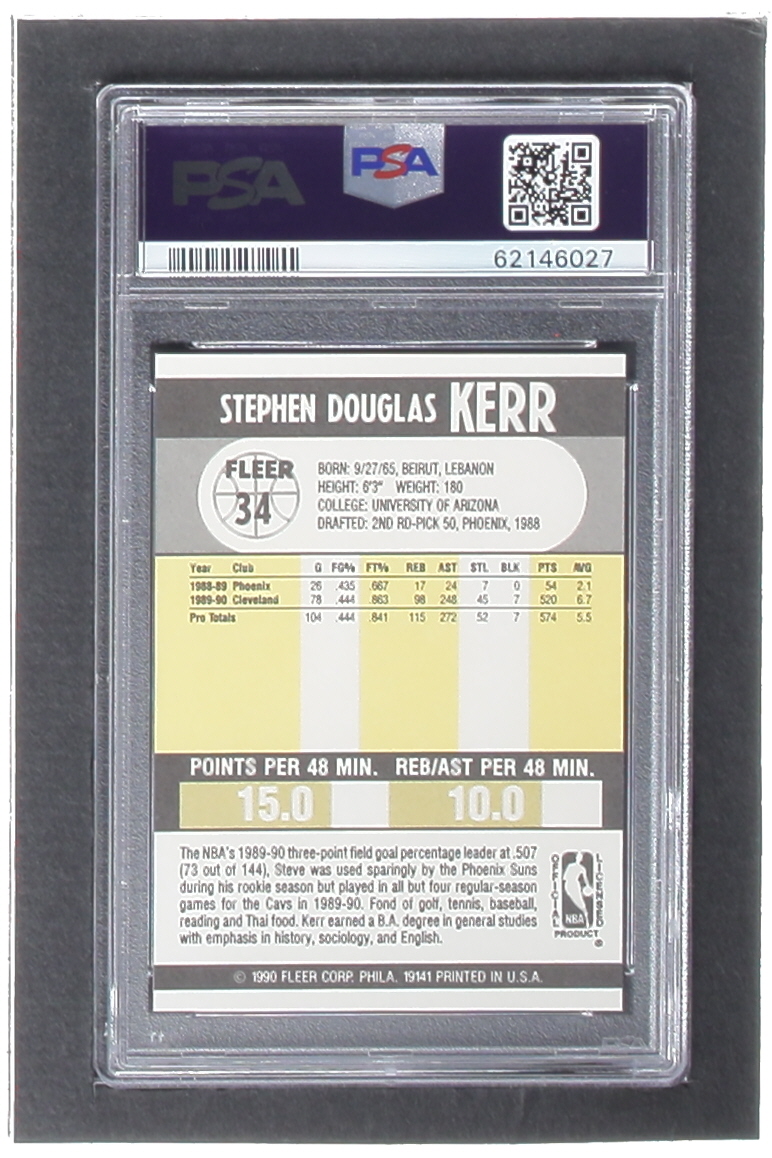 PSA PSA
62146027
STEPHEN DOUGLAS KERR
FLEER
34
BORN: 9/27/65, BEIRUT, LEBANON
HEIGHT: 6'3" WEIGHT: 180
COLLEGE: UNIVERSITY OF ARIZONA
DRAFTED: 2ND RD-PICK 50, PHOENIX, 1988
Year Club G FG% FT% REB AST STL BLK PTS AVG
1988-89 Phoenix 26 .435 .667 17 24 7 0 54 2.1
1989-90 Cleveland 78 .444 .863 98 248 45 7 520 6.7
Pro Totals 104 .444 .841 115 272 52 7 574 5.5
POINTS PER 48 MIN. REB/AST PER 48 MIN.
15.0 10.0
The NBA's 1989-90 three-point field goal percentage leader at .507
(73 out of 144), Steve was used sparingly by the Phoenix Suns
during his rookie season but played in all but four regular-season
games for the Cavs in 1989-90. Fond of golf, tennis, baseball,
reading and Thai food. Kerr earned a B.A. degree in general studies
with emphasis in history, sociology, and English.
OFFICIAL LICENSED
NBA
PRODUCT ®
© 1990 FLEER CORP. PHILA. 19141 PRINTED IN U.S.A.
PSA